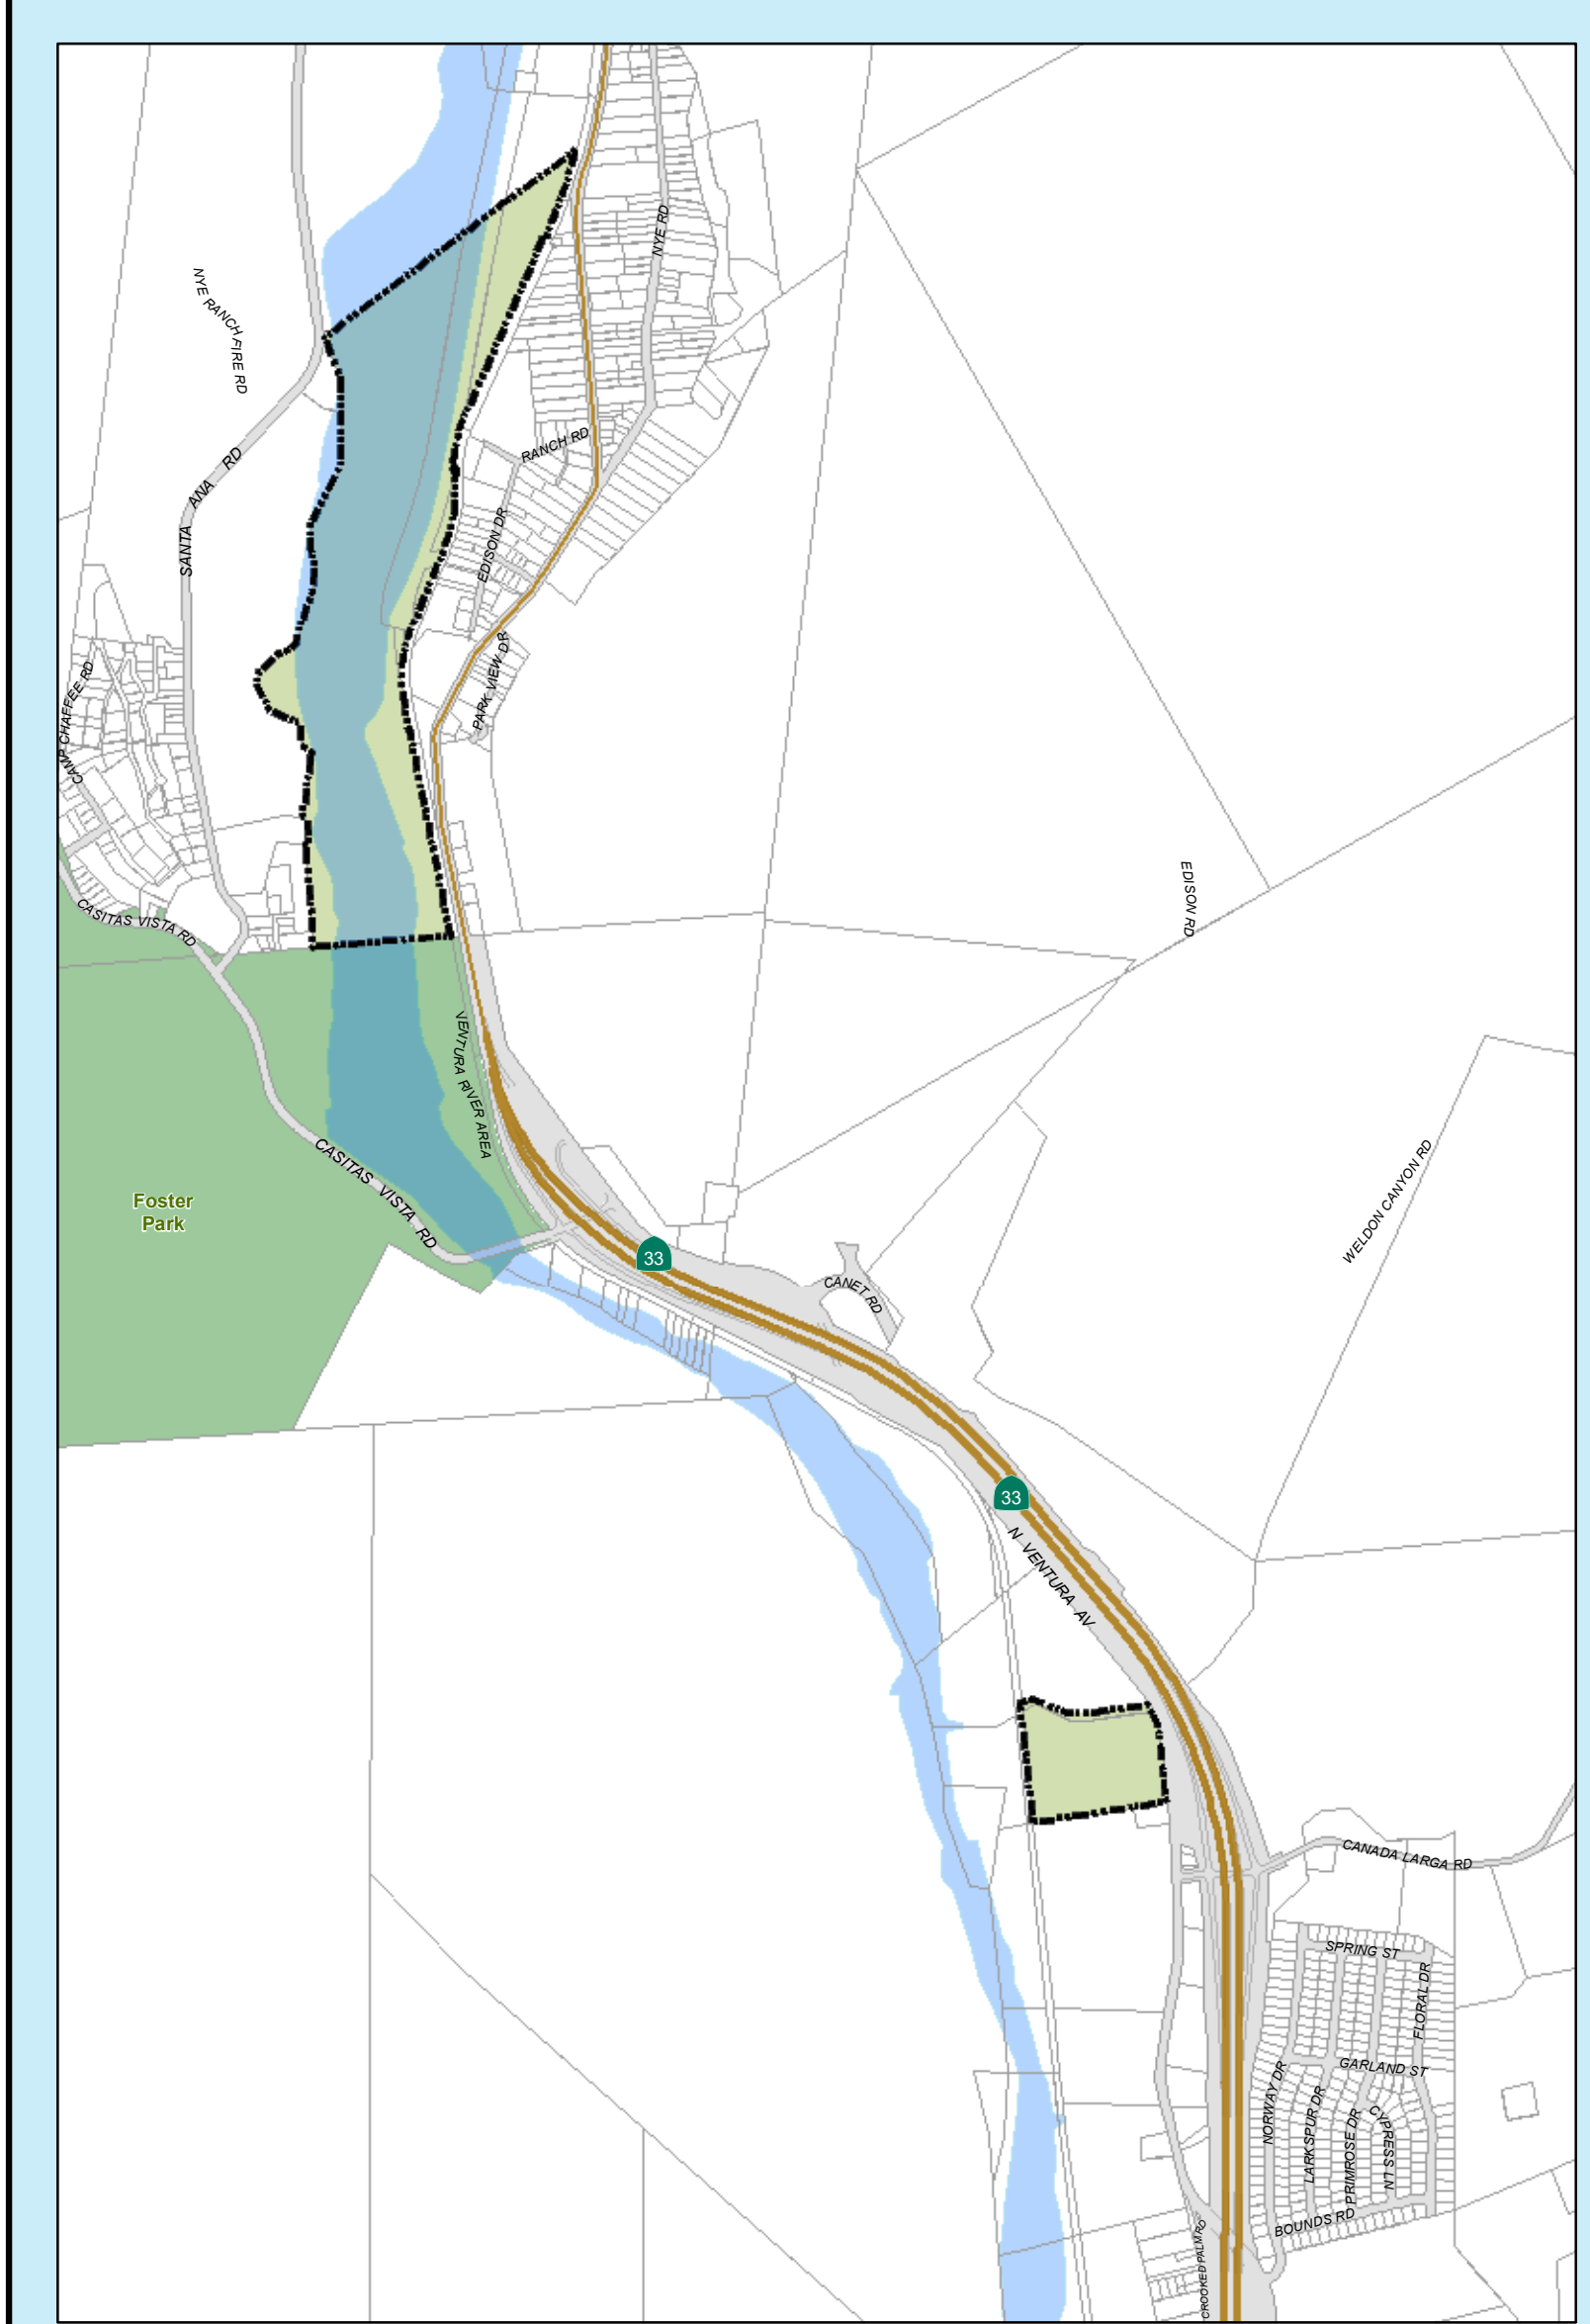 NYE RD
NYE RANCH FIRE RD
RANCH RD
SANTA ANA RD
EDISON DR
PARK VIEW DR
CAMP CHAFFEE RD
EDISON RD
CASITAS VISTA RD
VENTURA RIVER AREA
CASITAS VISTA RD
WELDON CANYON RD
Foster
Park
33
CANET RD
33
N VENTURA AV
CANADA LARGA RD
SPRING ST
FLORAL DR
GARLAND ST
NORWAY DR
LARKSPUR DR
PRIMROSE DR
CYPRESS LN
BOUNDS RD
CROOKED PALM RD